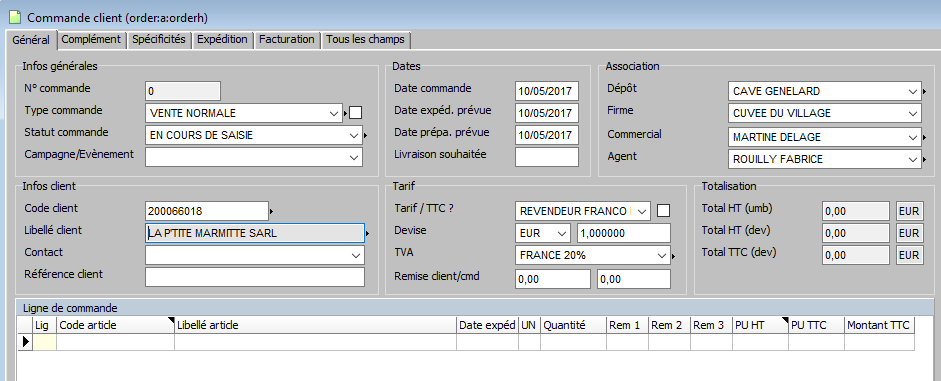 Commande client (order:a:orderh)
Général Complément Spécificités Expédition Facturation Tous les champs
Infos générales
N° commande 0
Type commande VENTE NORMALE
Statut commande EN COURS DE SAISIE
Campagne/Evènement
Dates
Date commande 10/05/2017
Date expéd. prévue 10/05/2017
Date prépa. prévue 10/05/2017
Livraison souhaitée
Association
Dépôt CAVE GENELARD
Firme CUVEE DU VILLAGE
Commercial MARTINE DELAGE
Agent ROUILLY FABRICE
Infos client
Code client 200066018
Libellé client LA P'TITE MARMITTE SARL
Contact
Référence client
Tarif
Tarif / TTC ? REVENDEUR FRANCO
Devise EUR 1,000000
TVA FRANCE 20%
Remise client/cmd 0,00 0,00
Totalisation
Total HT (umb) 0,00 EUR
Total HT (dev) 0,00 EUR
Total TTC (dev) 0,00 EUR
Ligne de commande
Lig Code article Libellé article Date expéd UN Quantité Rem 1 Rem 2 Rem 3 PU HT PU TTC Montant TTC